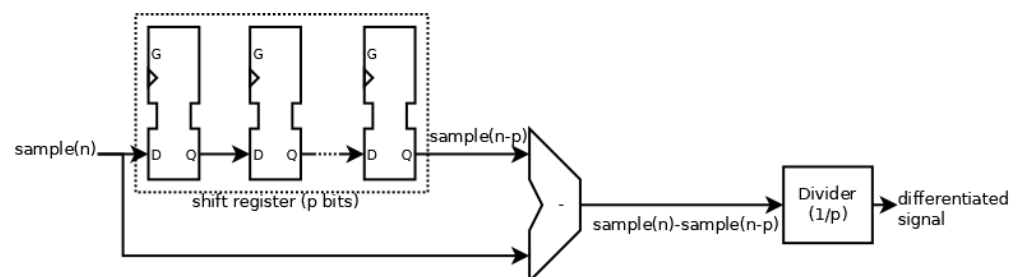 G
G
G
sample(n)
D
Q
D
Q
D
Q
sample(n-p)
shift register (p bits)
-
sample(n)-sample(n-p)
Divider
(1/p)
differentiated
signal